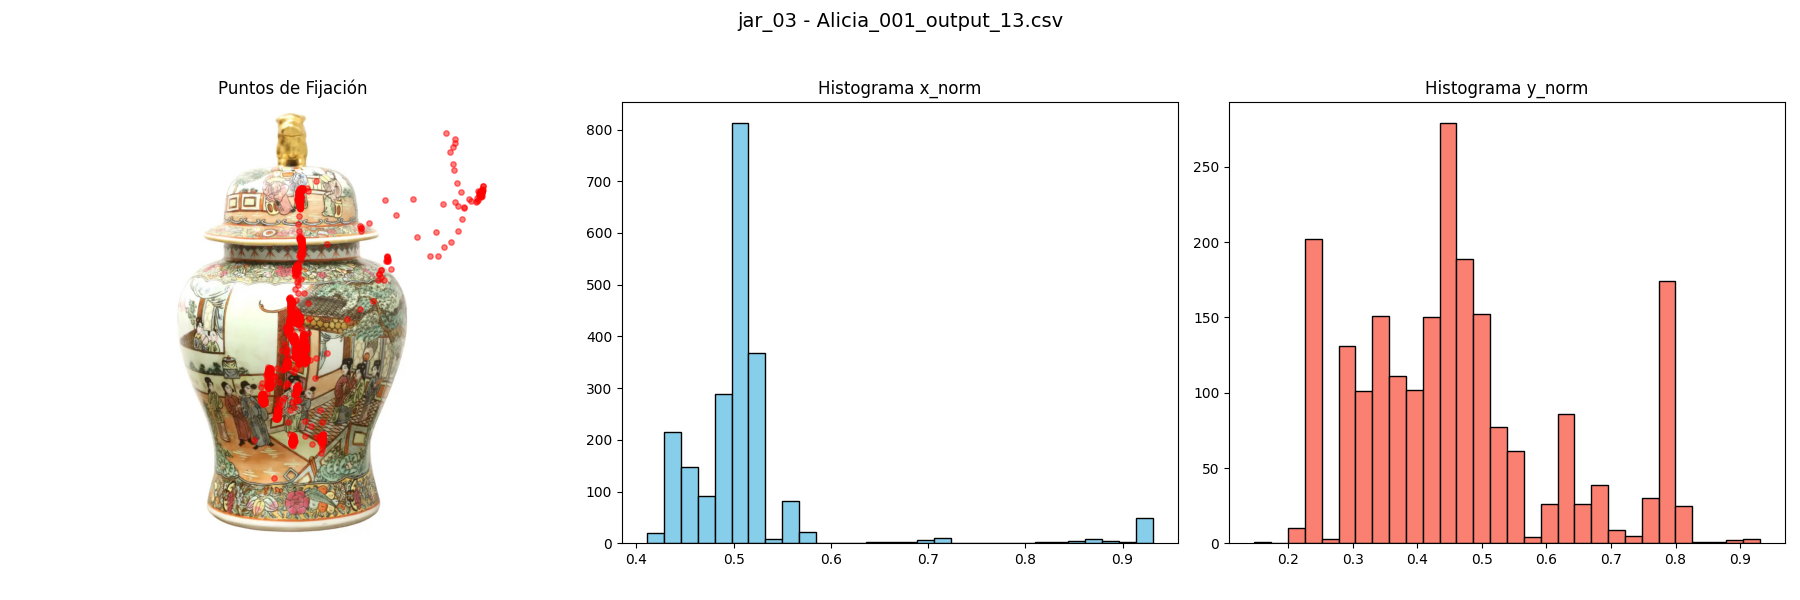 jar_03 - Alicia_001_output_13.csv
Puntos de Fijación
Histograma x_norm
800
700
600
500
400
300
200
100
0
0.4 0.5 0.6 0.7 0.8 0.9
Histograma y_norm
250
200
150
100
50
0
0.2 0.3 0.4 0.5 0.6 0.7 0.8 0.9